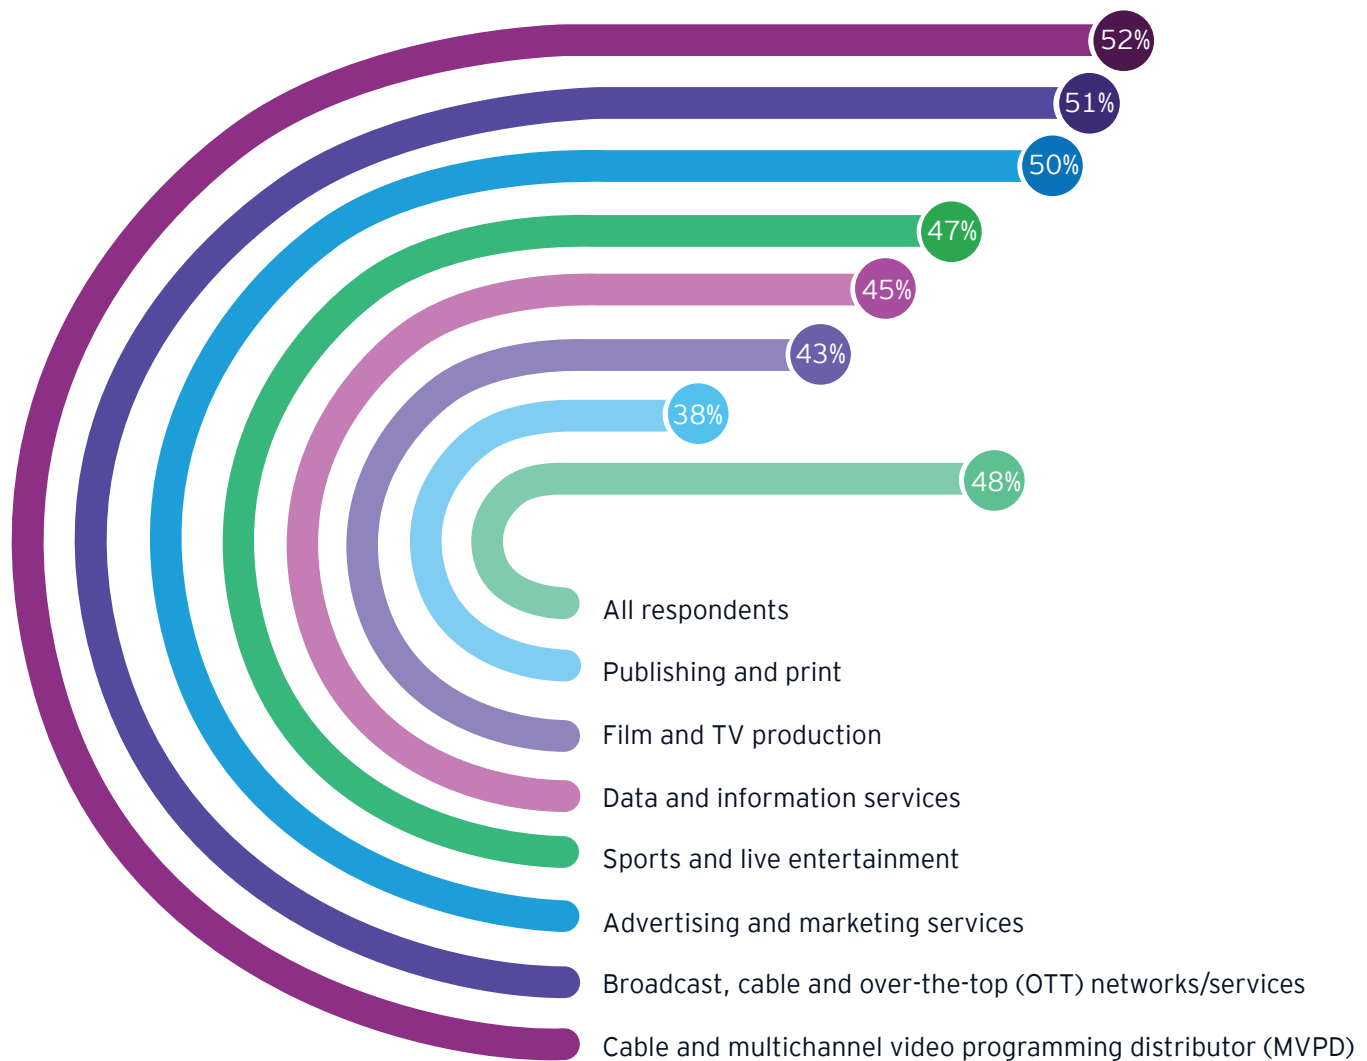 52%
51%
50%
47%
45%
43%
38%
48%
All respondents
Publishing and print
Film and TV production
Data and information services
Sports and live entertainment
Advertising and marketing services
Broadcast, cable and over-the-top (OTT) networks/services
Cable and multichannel video programming distributor (MVPD)